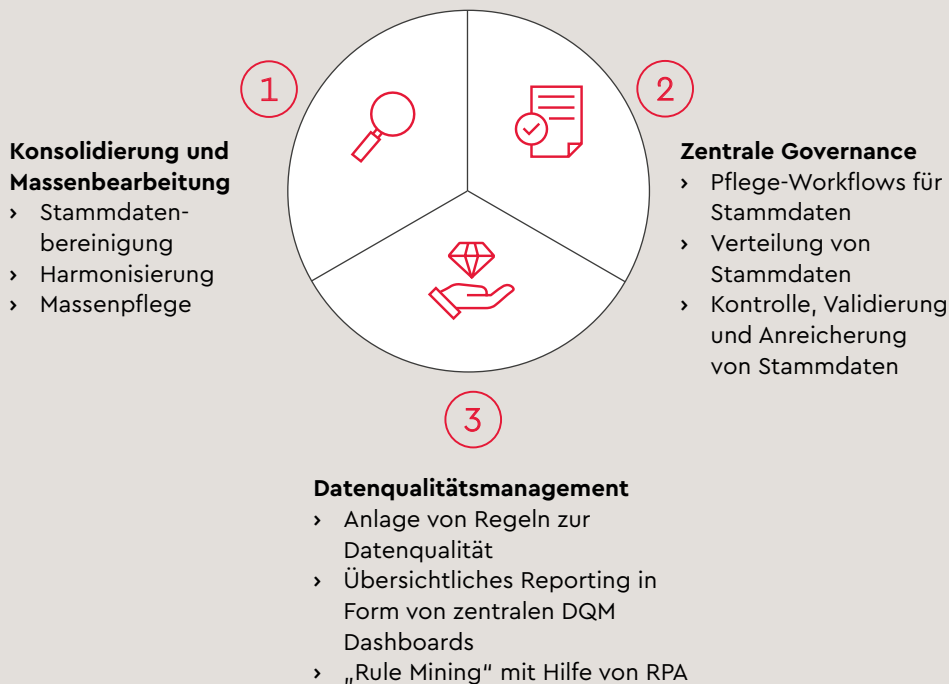 1
Konsolidierung und
Massenbearbeitung
› Stammdaten-
bereinigung
› Harmonisierung
› Massenpflege
2
Zentrale Governance
› Pflege-Workflows für
Stammdaten
› Verteilung von
Stammdaten
› Kontrolle, Validierung
und Anreicherung
von Stammdaten
3
Datenqualitätsmanagement
› Anlage von Regeln zur
Datenqualität
› Übersichtliches Reporting in
Form von zentralen DQM
Dashboards
› „Rule Mining“ mit Hilfe von RPA